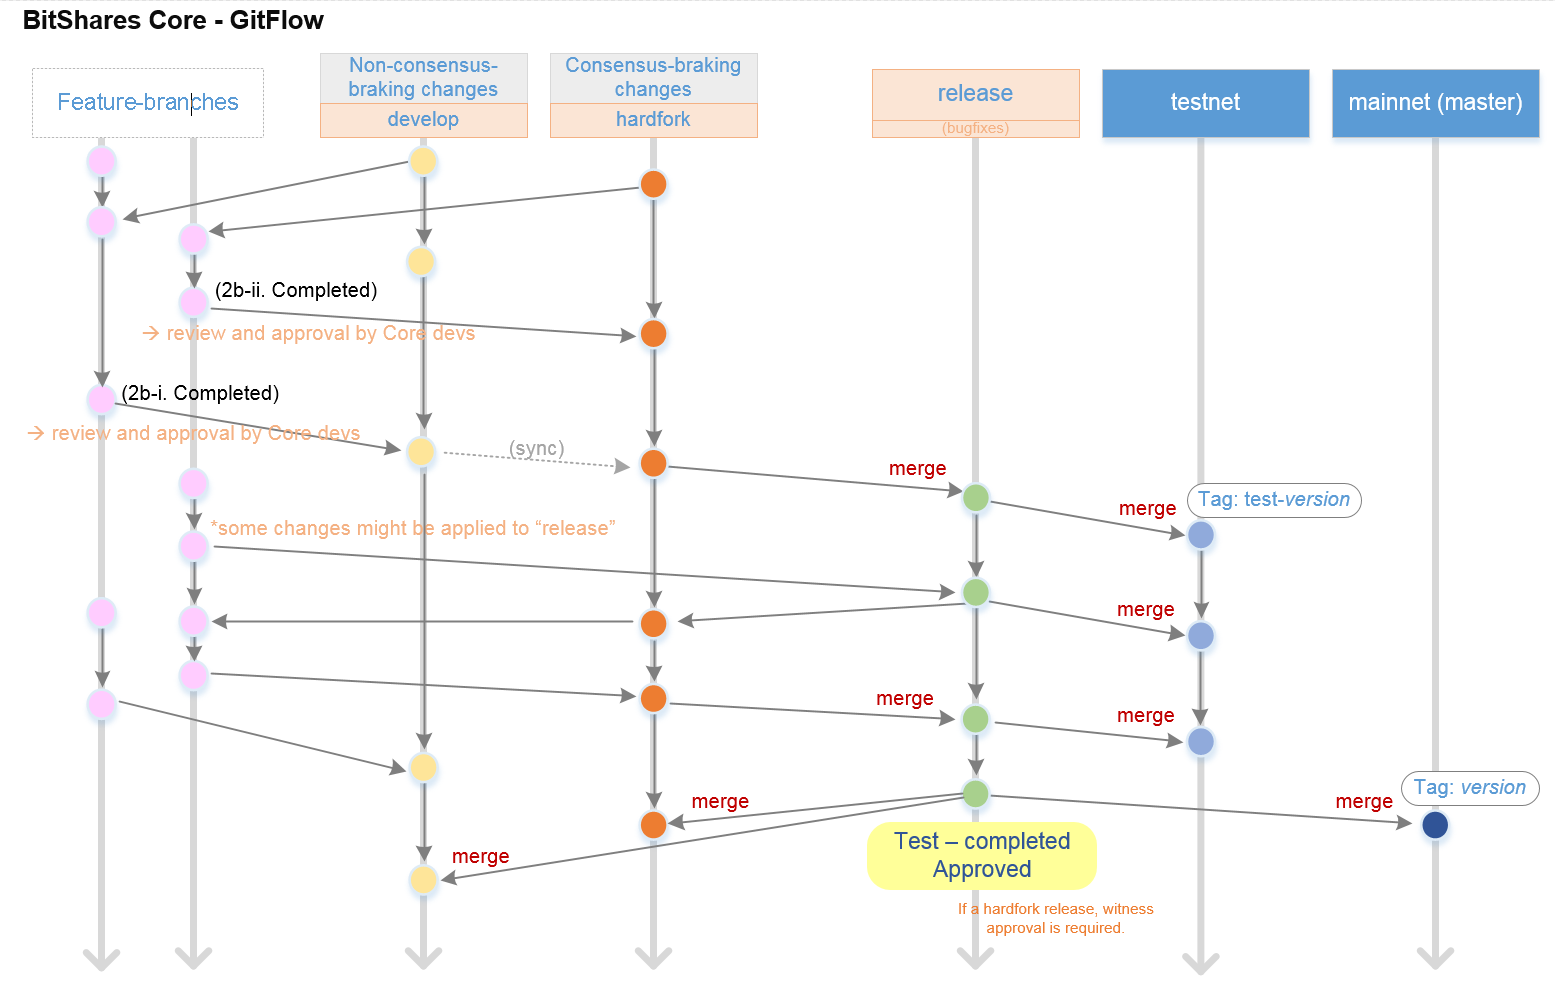 BitShares Core - GitFlow
Feature-branches
Non-consensus-
braking changes
develop
Consensus-braking
changes
hardfork
release
(bugfixes)
testnet
mainnet (master)
(2b-ii. Completed)
→ review and approval by Core devs
(2b-i. Completed)
→ review and approval by Core devs
(sync)
merge
Tag: test-version
merge
*some changes might be applied to “release”
merge
merge
merge
Tag: version
merge
merge
merge
Test – completed
Approved
If a hardfork release, witness
approval is required.